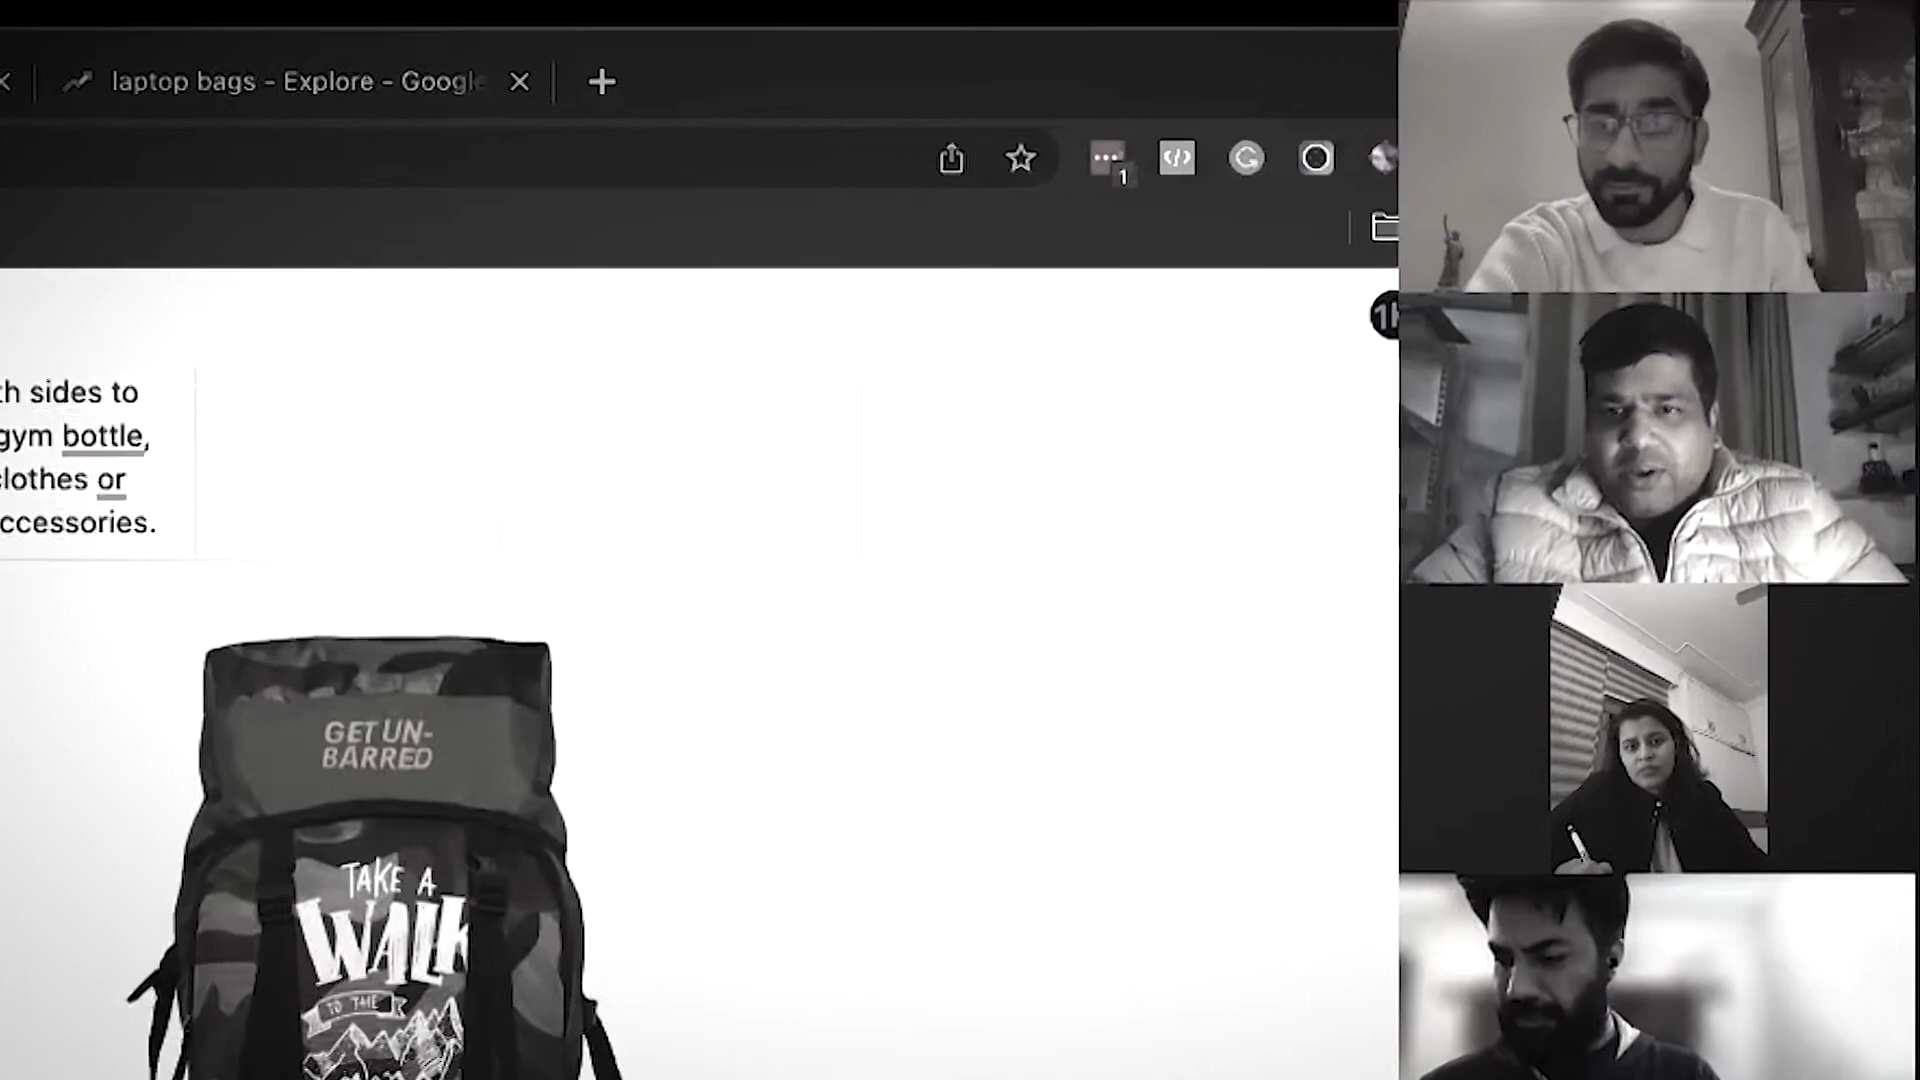 laptop bags - Explore - Google
1
th sides to
gym bottle,
clothes or
ccessories.
GET UN-
BARRED
TAKE A
WALK
TO THE